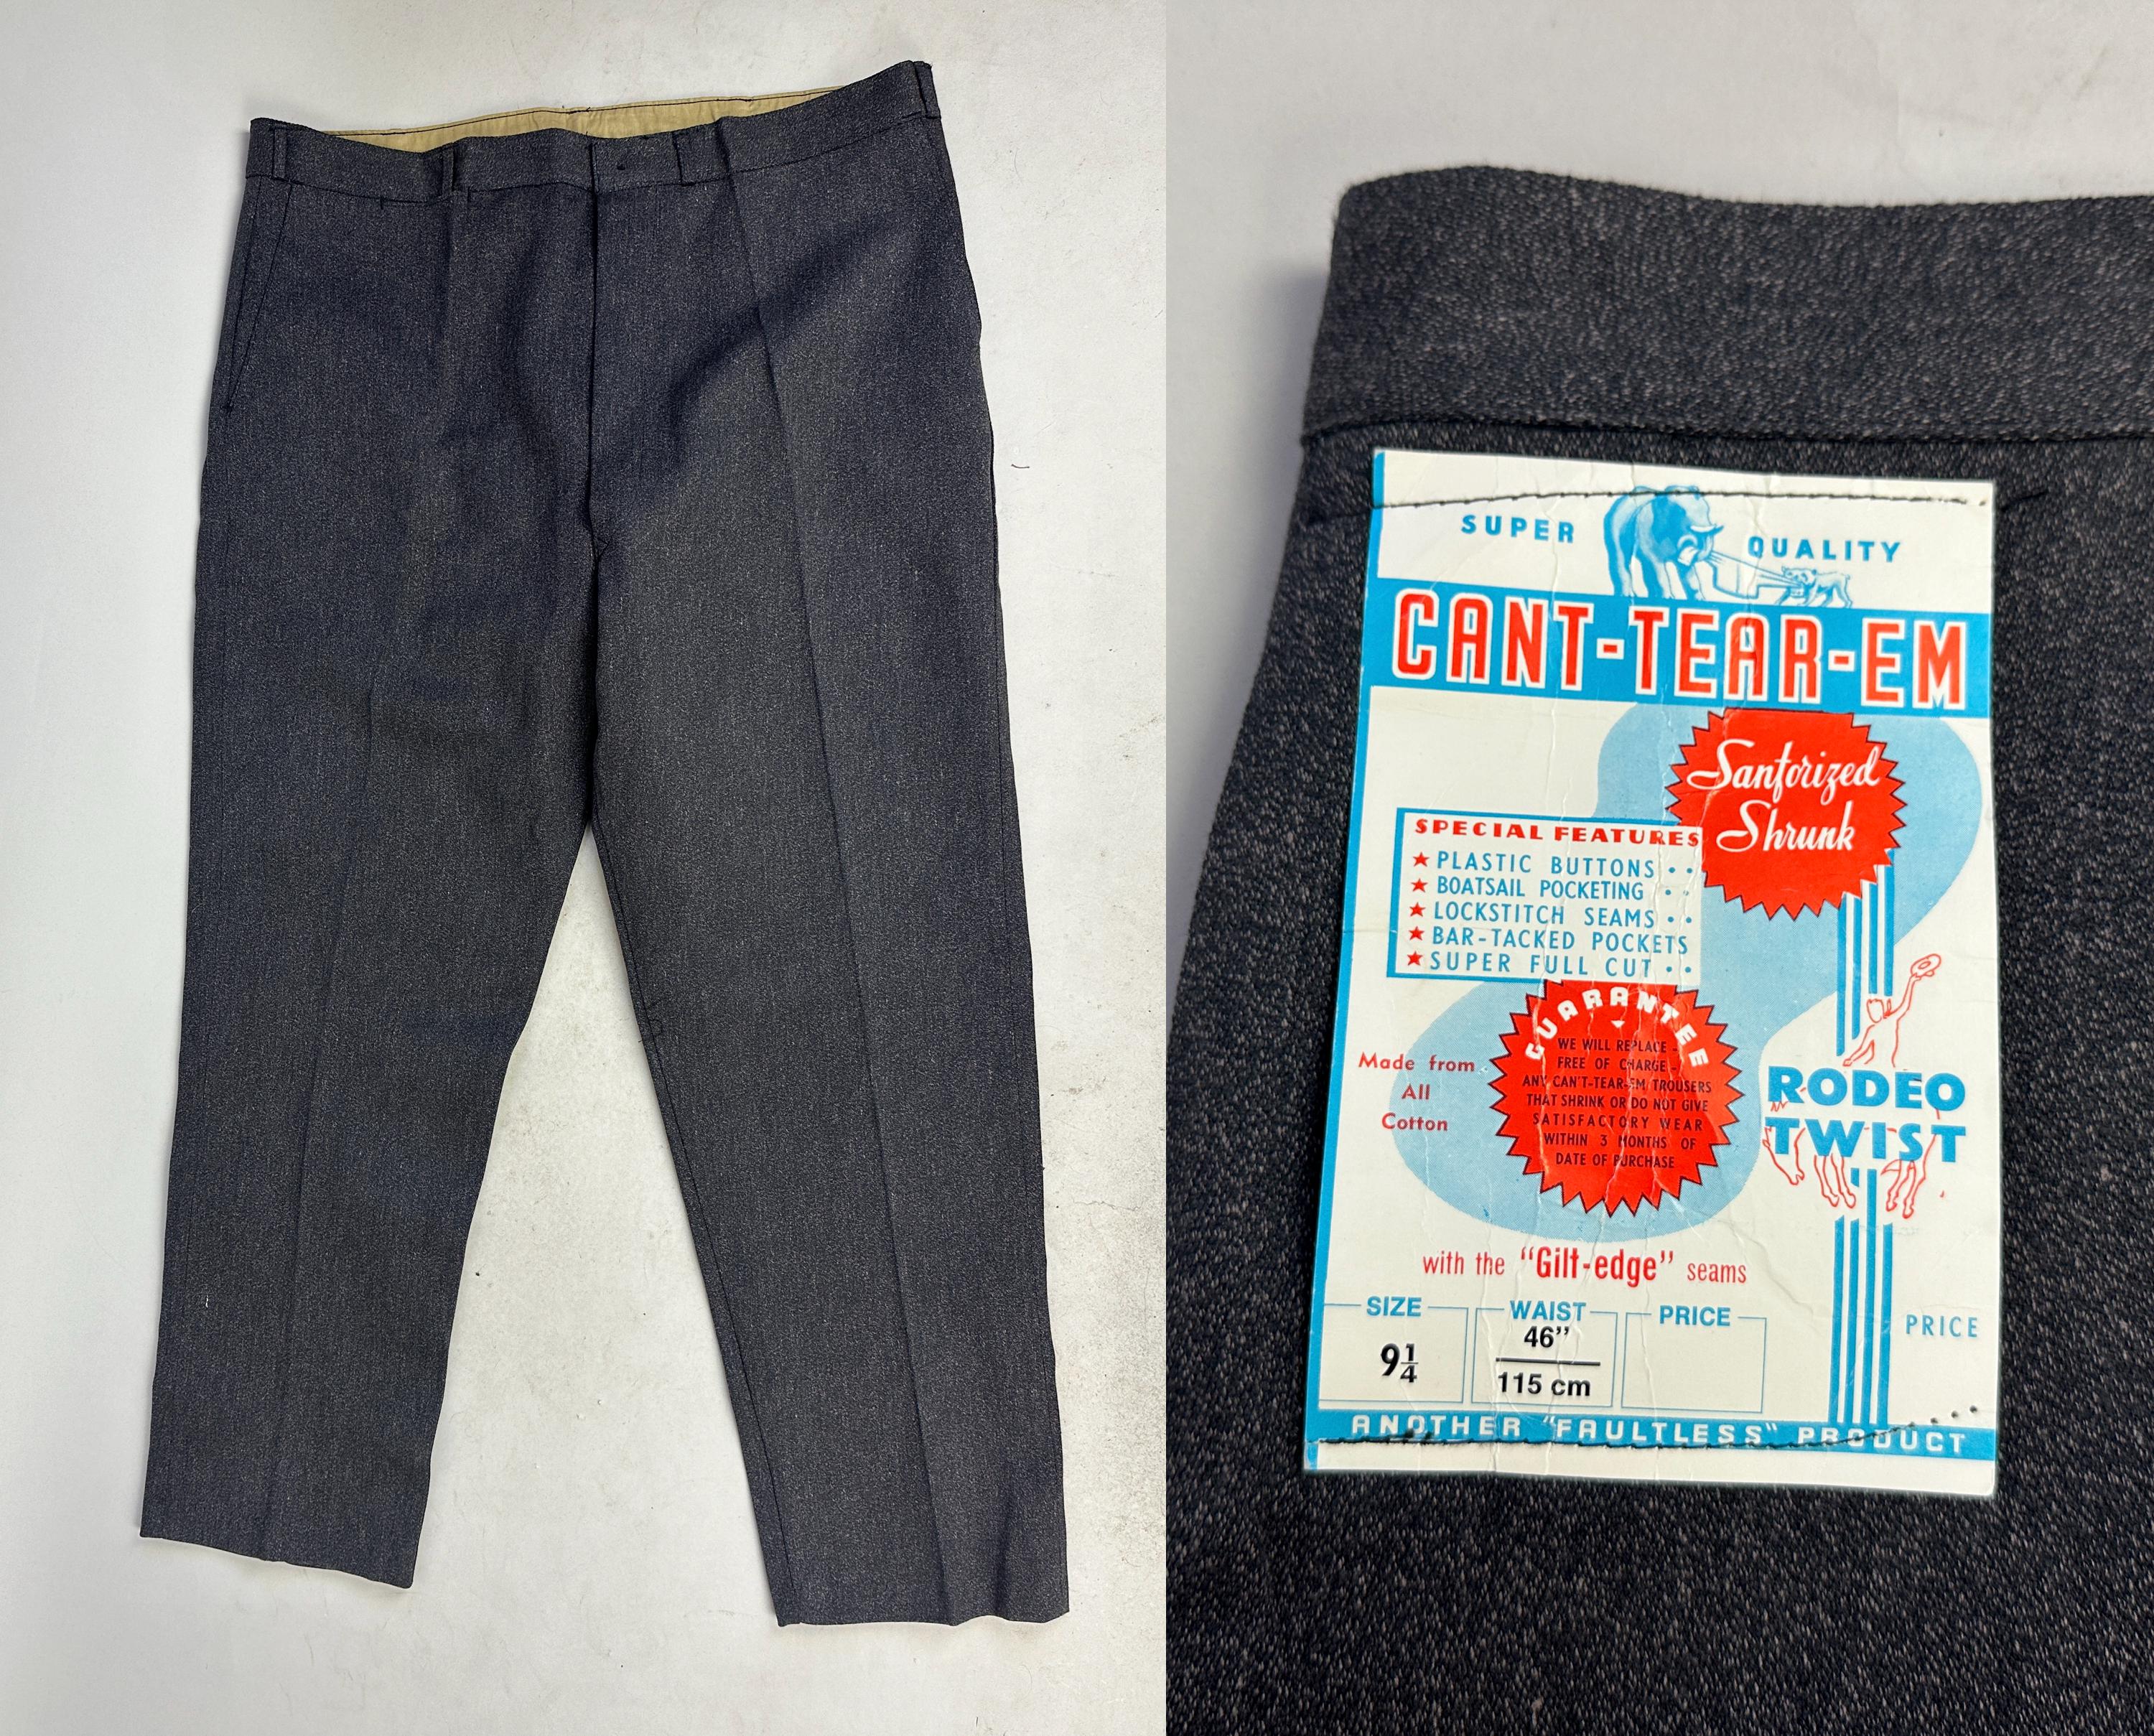 SUPER QUALITY
CANT-TEAR-EM
Sanforized
Shrunk
SPECIAL FEATURES
★ PLASTIC BUTTONS • •
★ BOATSAIL POCKETING • •
★ LOCKSTITCH SEAMS • •
★ BAR-TACKED POCKETS
★ SUPER FULL CUT • •
GUARANTEE
WE WILL REPLACE -
FREE OF CHARGE -
ANY CAN'T-TEAR-EM TROUSERS
THAT SHRINK OR DO NOT GIVE
SATISFACTORY WEAR
WITHIN 3 MONTHS OF
DATE OF PURCHASE
Made from
All
Cotton
RODEO
TWIST
with the "Gilt-edge" seams
SIZE
9 1/4
WAIST
46"
115 cm
PRICE
PRICE
ANOTHER "FAULTLESS" PRODUCT